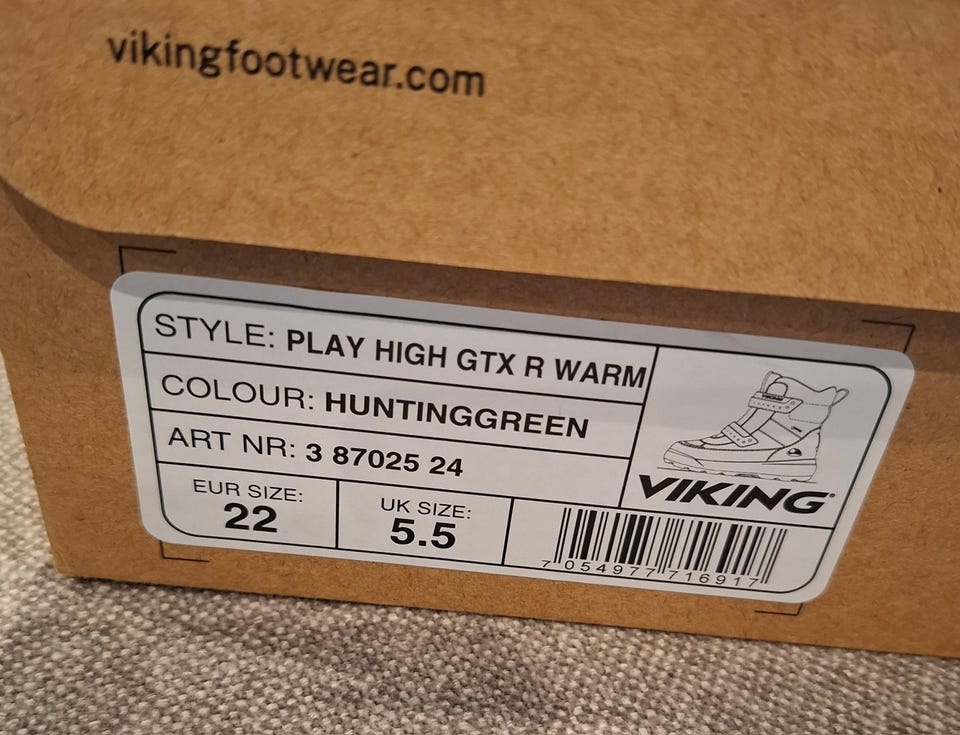 vikingfootwear.com
STYLE: PLAY HIGH GTX R WARM
COLOUR: HUNTINGGREEN
ART NR: 3 87025 24
VIKING®
EUR SIZE:
22
UK SIZE:
5.5
7 054977 716917